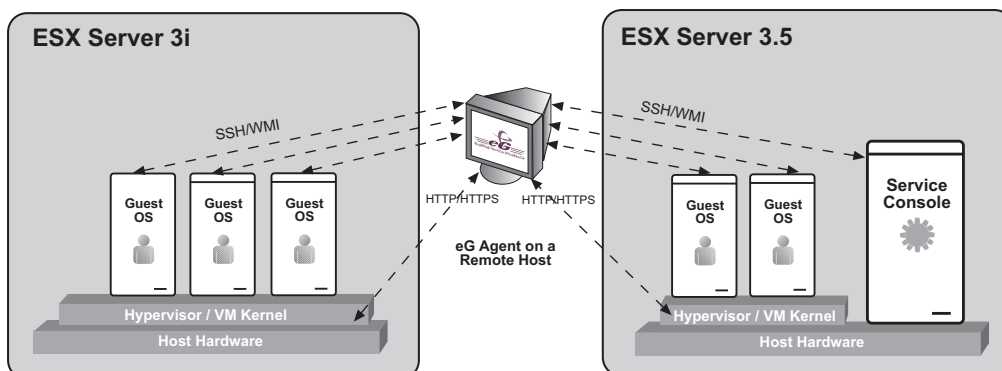 ESX Server 3i
SSH/WMI
Guest
OS
Guest
OS
Guest
OS
Hypervisor / VM Kernel
Host Hardware
eG
HTTP/HTTPS
HTTP/HTTPS
eG Agent on a
Remote Host
ESX Server 3.5
SSH/WMI
Guest
OS
Guest
OS
Service
Console
Hypervisor / VM Kernel
Host Hardware